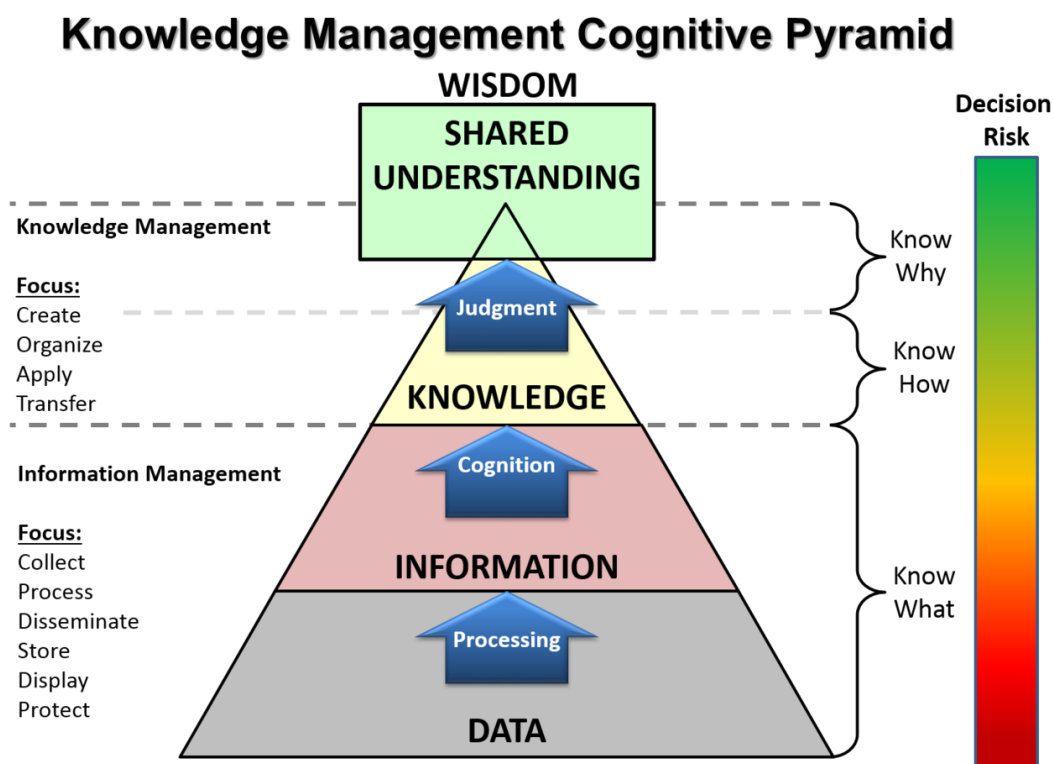 Knowledge Management Cognitive Pyramid
WISDOM
SHARED
UNDERSTANDING
Decision
Risk
Knowledge Management
Focus:
Create
Organize
Apply
Transfer
Judgment
KNOWLEDGE
Know
Why
Know
How
Information Management
Focus:
Collect
Process
Disseminate
Store
Display
Protect
Cognition
INFORMATION
Processing
DATA
Know
What